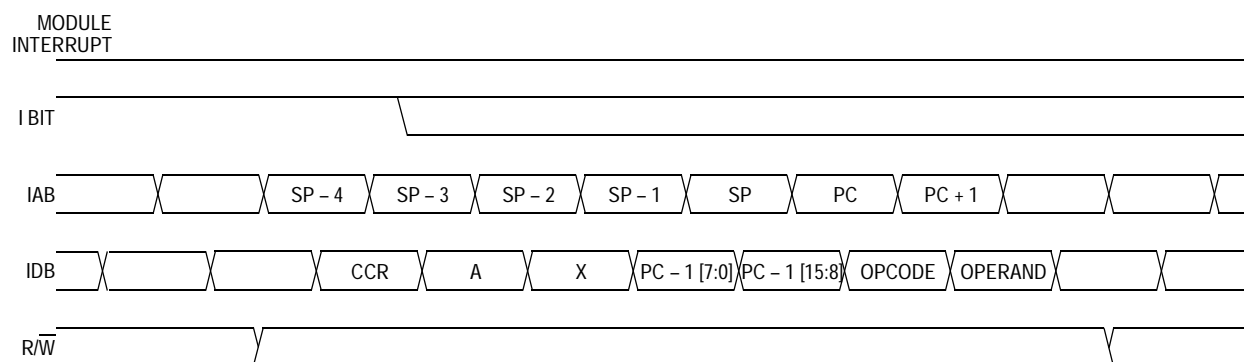 MODULE
INTERRUPT
I BIT
IAB SP – 4 SP – 3 SP – 2 SP – 1 SP PC PC + 1
IDB CCR A X PC – 1 [7:0] PC – 1 [15:8] OPCODE OPERAND
R/W̅